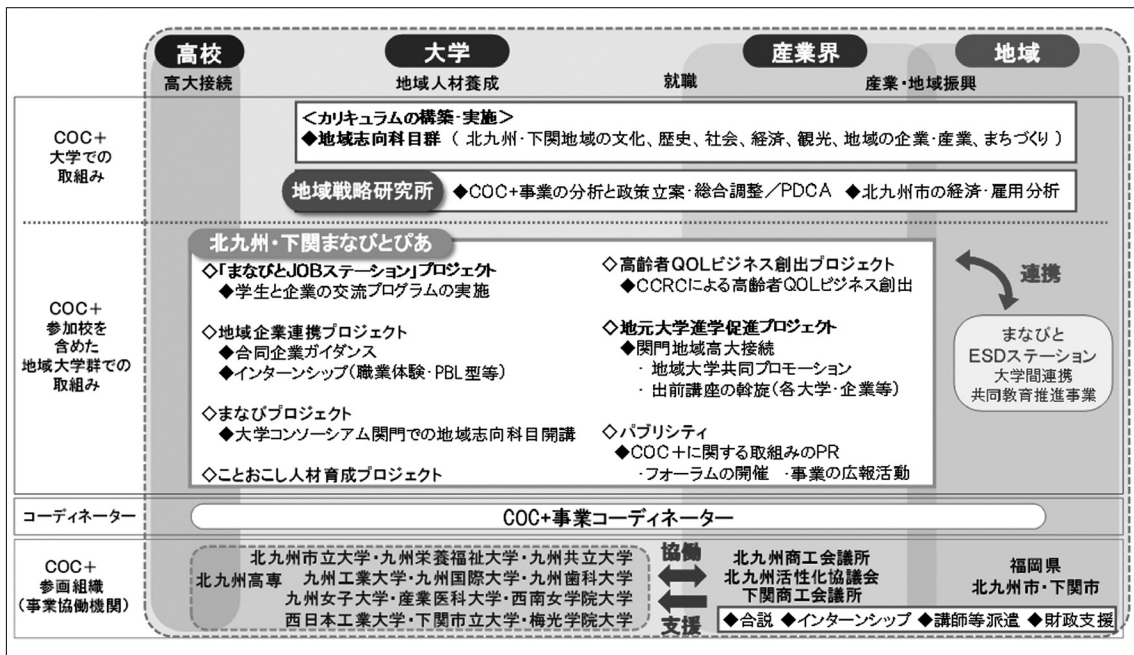 高校
大学
産業界
地域
高大接続
地域人材養成
就職
産業・地域振興
COC+
大学での
取組み
＜カリキュラムの構築・実施＞
◆地域志向科目群（ 北九州・下関地域の文化、歴史、社会、経済、観光、地域の企業・産業、まちづくり ）
地域戦略研究所
◆COC+事業の分析と政策立案・総合調整／PDCA ◆北九州市の経済・雇用分析
COC+
参加校を
含めた
地域大学群での
取組み
北九州・下関まなびとぴあ
◇「まなびとJOBステーション」プロジェクト
◆学生と企業の交流プログラムの実施
◇地域企業連携プロジェクト
◆合同企業ガイダンス
◆インターンシップ(職業体験・PBL型等)
◇まなびプロジェクト
◆大学コンソーシアム関門での地域志向科目開講
◇ことおこし人材育成プロジェクト
◇高齢者QOLビジネス創出プロジェクト
◆CCRCによる高齢者QOLビジネス創出
◇地元大学進学促進プロジェクト
◆関門地域高大接続
・地域大学共同プロモーション
・出前講座の斡旋(各大学・企業等)
◇パブリシティ
◆COC+に関する取組みのPR
・フォーラムの開催 ・事業の広報活動
連携
まなびと
ESDステーション
大学間連携
共同教育推進事業
コーディネーター
COC+事業コーディネーター
COC+
参画組織
(事業協働機関)
北九州高専
北九州市立大学・九州栄養福祉大学・九州共立大学
九州工業大学・九州国際大学・九州歯科大学
九州女子大学・産業医科大学・西南女学院大学
西日本工業大学・下関市立大学・梅光学院大学
協働
支援
北九州商工会議所
北九州活性化協議会
下関商工会議所
福岡県
北九州市・下関市
◆合説 ◆インターンシップ ◆講師等派遣 ◆財政支援